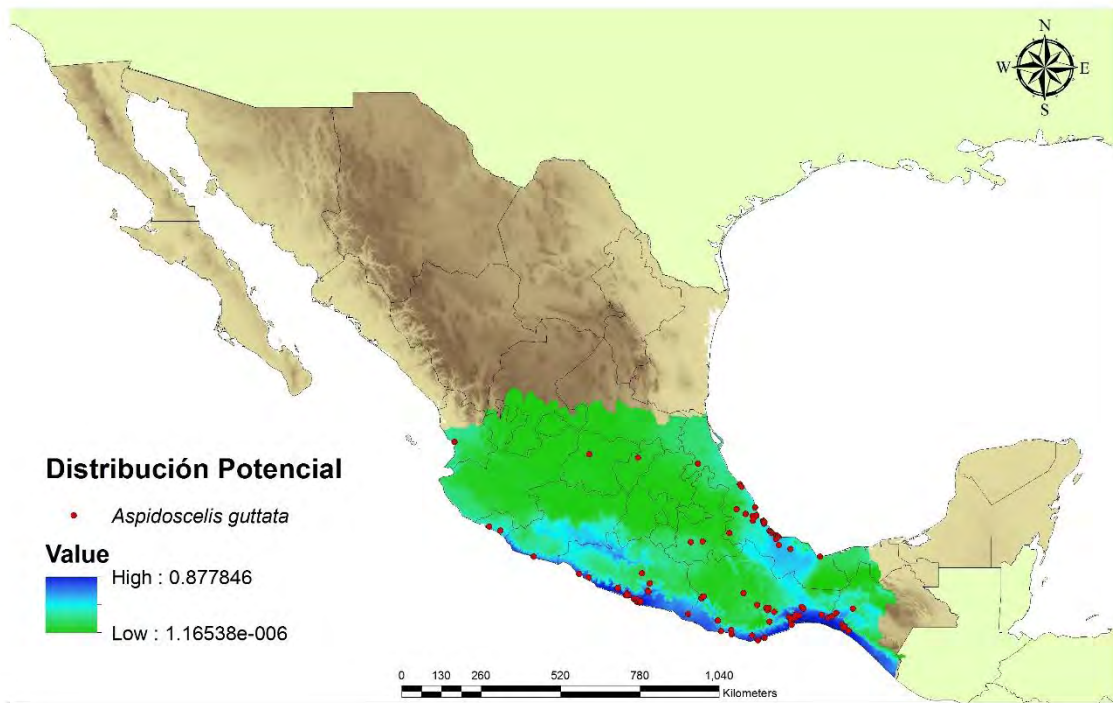 N
W E
S
Distribución Potencial
Aspidoscelis guttata
Value
High : 0.877846
Low : 1.16538e-006
0 130 260 520 780 1,040
Kilometers